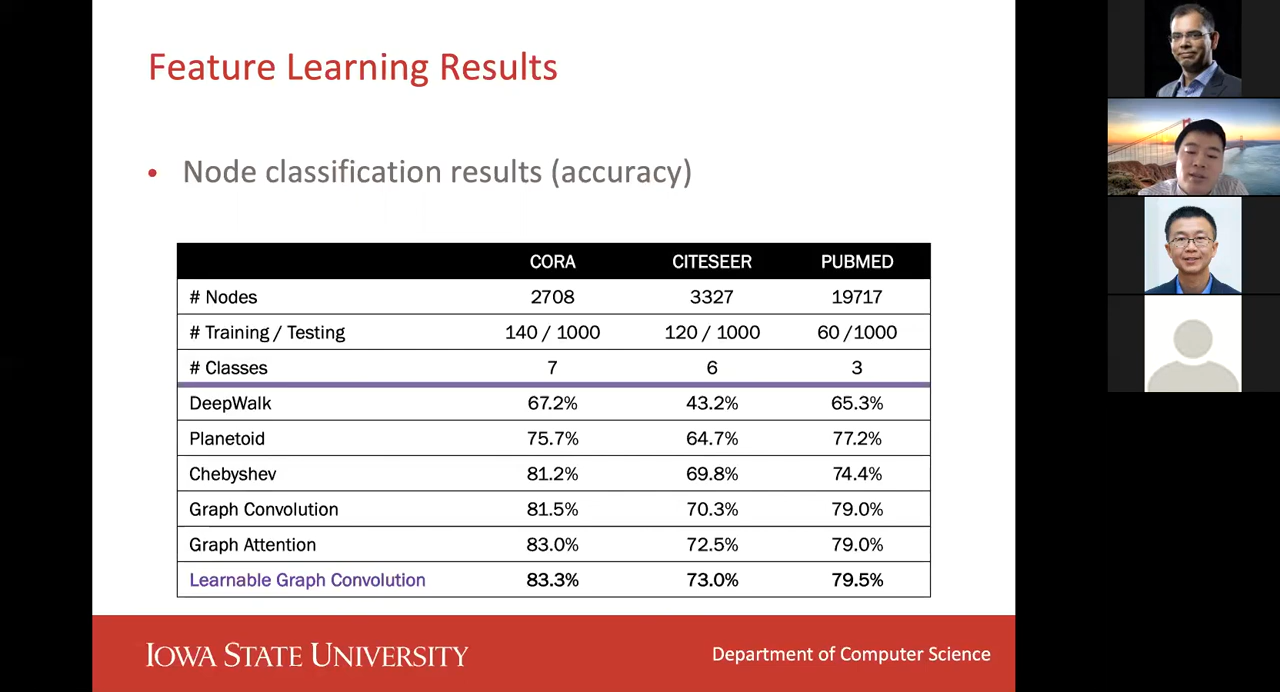 Feature Learning Results
• Node classification results (accuracy)
CORA CITESEER PUBMED
# Nodes 2708 3327 19717
# Training / Testing 140 / 1000 120 / 1000 60 /1000
# Classes 7 6 3
DeepWalk 67.2% 43.2% 65.3%
Planetoid 75.7% 64.7% 77.2%
Chebyshev 81.2% 69.8% 74.4%
Graph Convolution 81.5% 70.3% 79.0%
Graph Attention 83.0% 72.5% 79.0%
Learnable Graph Convolution 83.3% 73.0% 79.5%
IOWA STATE UNIVERSITY
Department of Computer Science